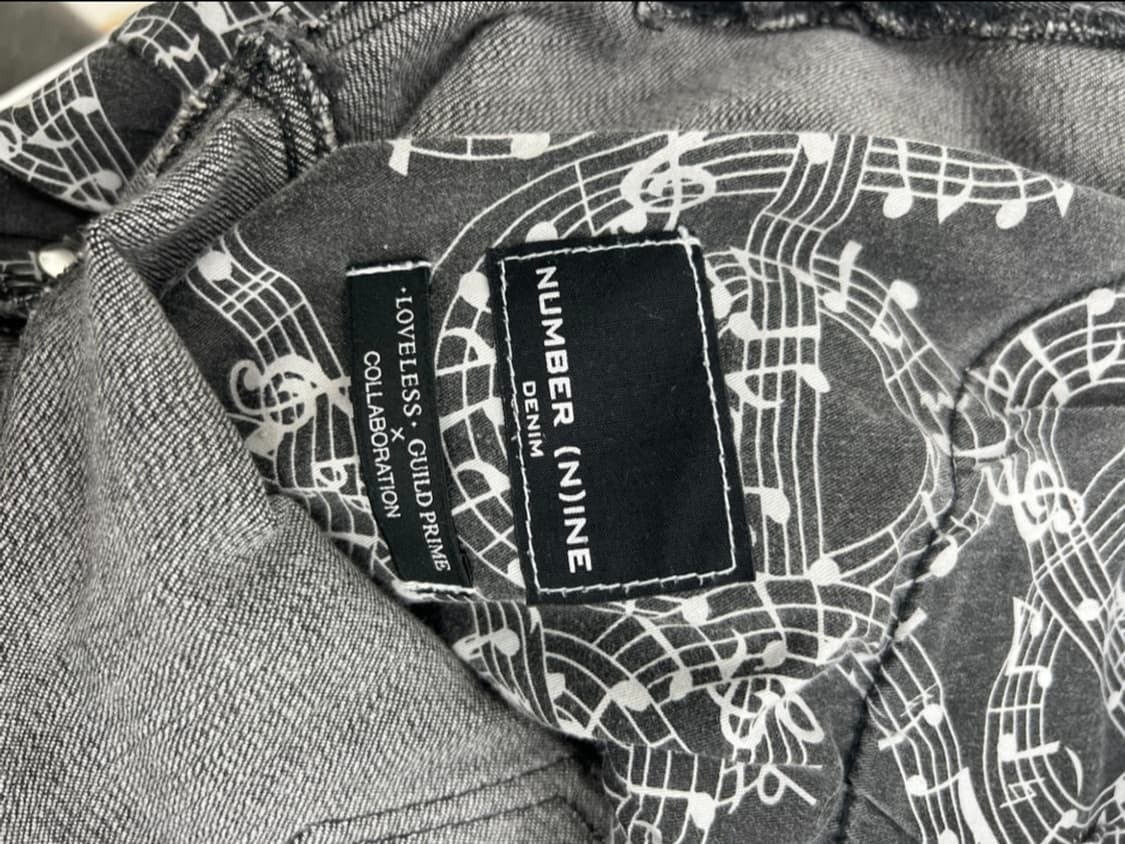 NUMBER (N)INE
DENIM
·LOVELESS· GUILD PRIME
×
COLLABORATION